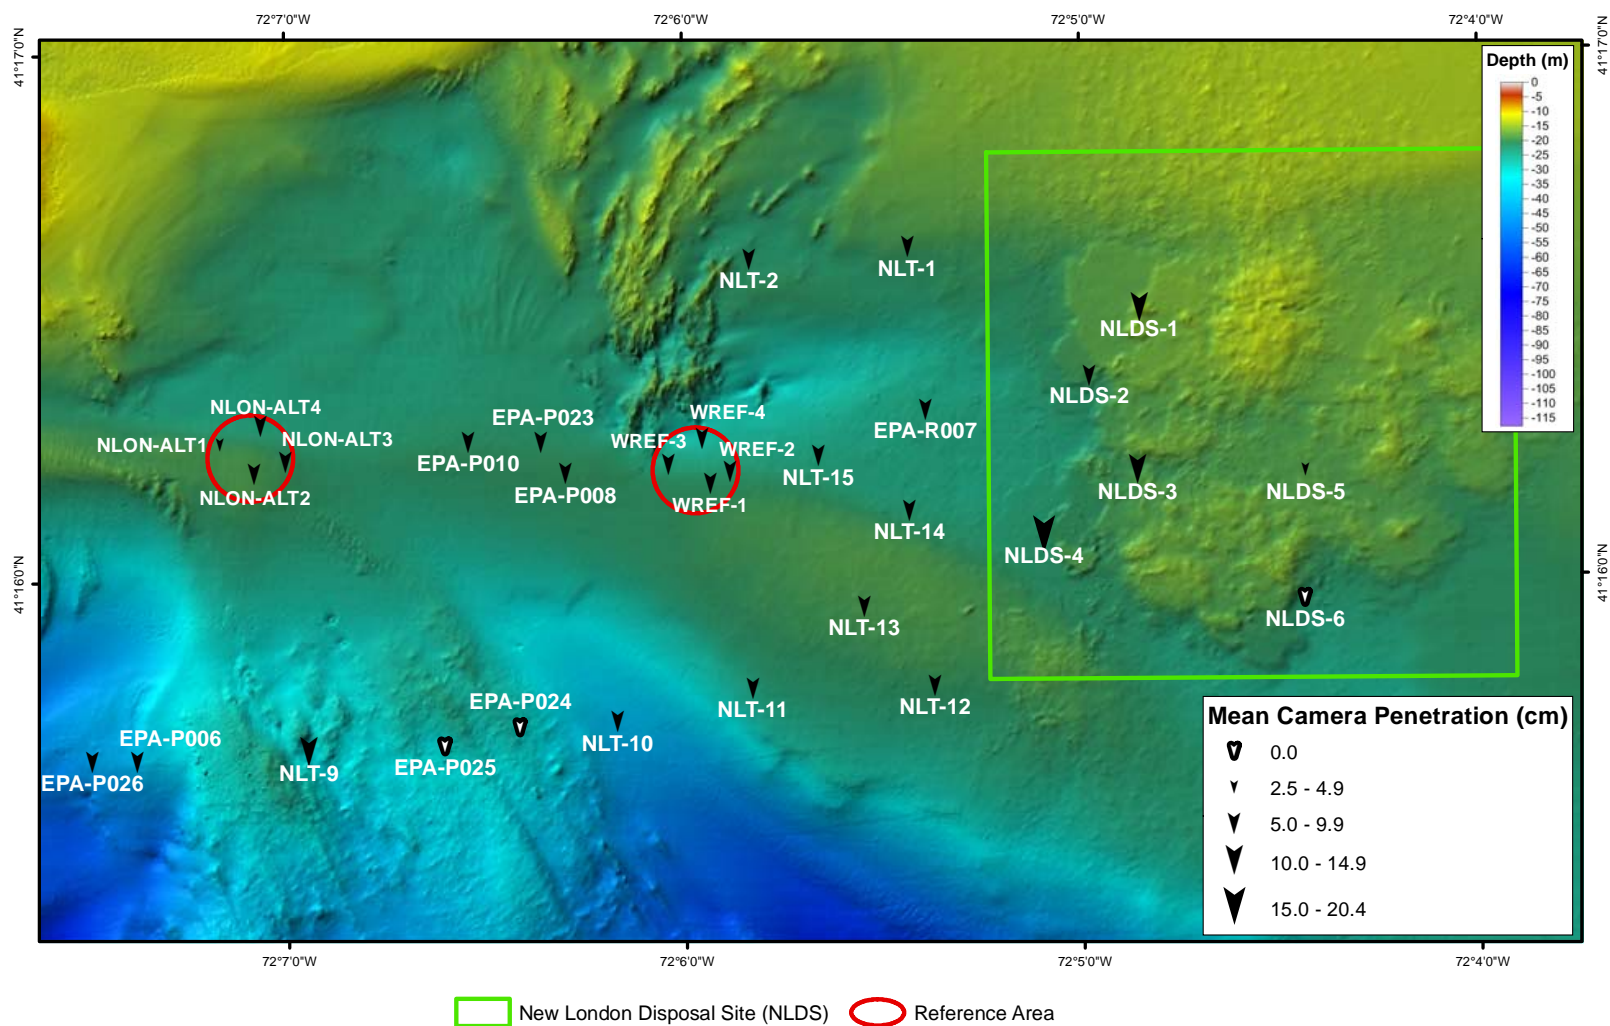 72°7'0"W
72°6'0"W
72°5'0"W
72°4'0"W
41°17'0"N
41°17'0"N
Depth (m)
0
-5
-10
-15
-20
-25
-30
-35
-40
-45
-50
-55
-60
-65
-70
-75
-80
-85
-90
-95
-100
-105
-110
-115
NLT-2
NLT-1
NLDS-1
NLDS-2
NLON-ALT4
NLON-ALT1
NLON-ALT3
NLON-ALT2
EPA-P023
EPA-P010
EPA-P008
WREF-4
WREF-3
WREF-2
WREF-1
EPA-R007
NLT-15
NLT-14
NLDS-3
NLDS-5
NLDS-4
41°16'0"N
41°16'0"N
NLDS-6
NLT-13
NLT-12
NLT-11
EPA-P024
NLT-10
EPA-P006
EPA-P026
NLT-9
EPA-P025
Mean Camera Penetration (cm)
0.0
2.5 - 4.9
5.0 - 9.9
10.0 - 14.9
15.0 - 20.4
72°7'0"W
72°6'0"W
72°5'0"W
72°4'0"W
New London Disposal Site (NLDS)
Reference Area